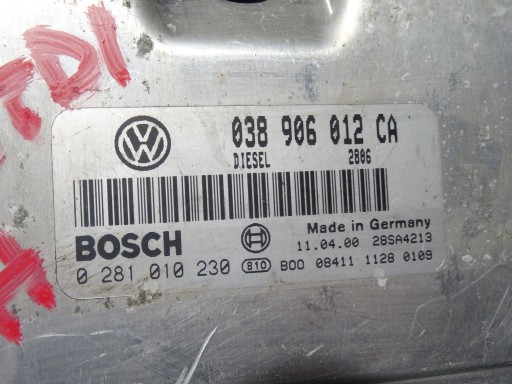 TDI
VW
038 906 012 CA
DIESEL 2806
BOSCH
Made in Germany
11.04.00 28SA4213
0 281 010 230 810 B00 08411 1128 0109